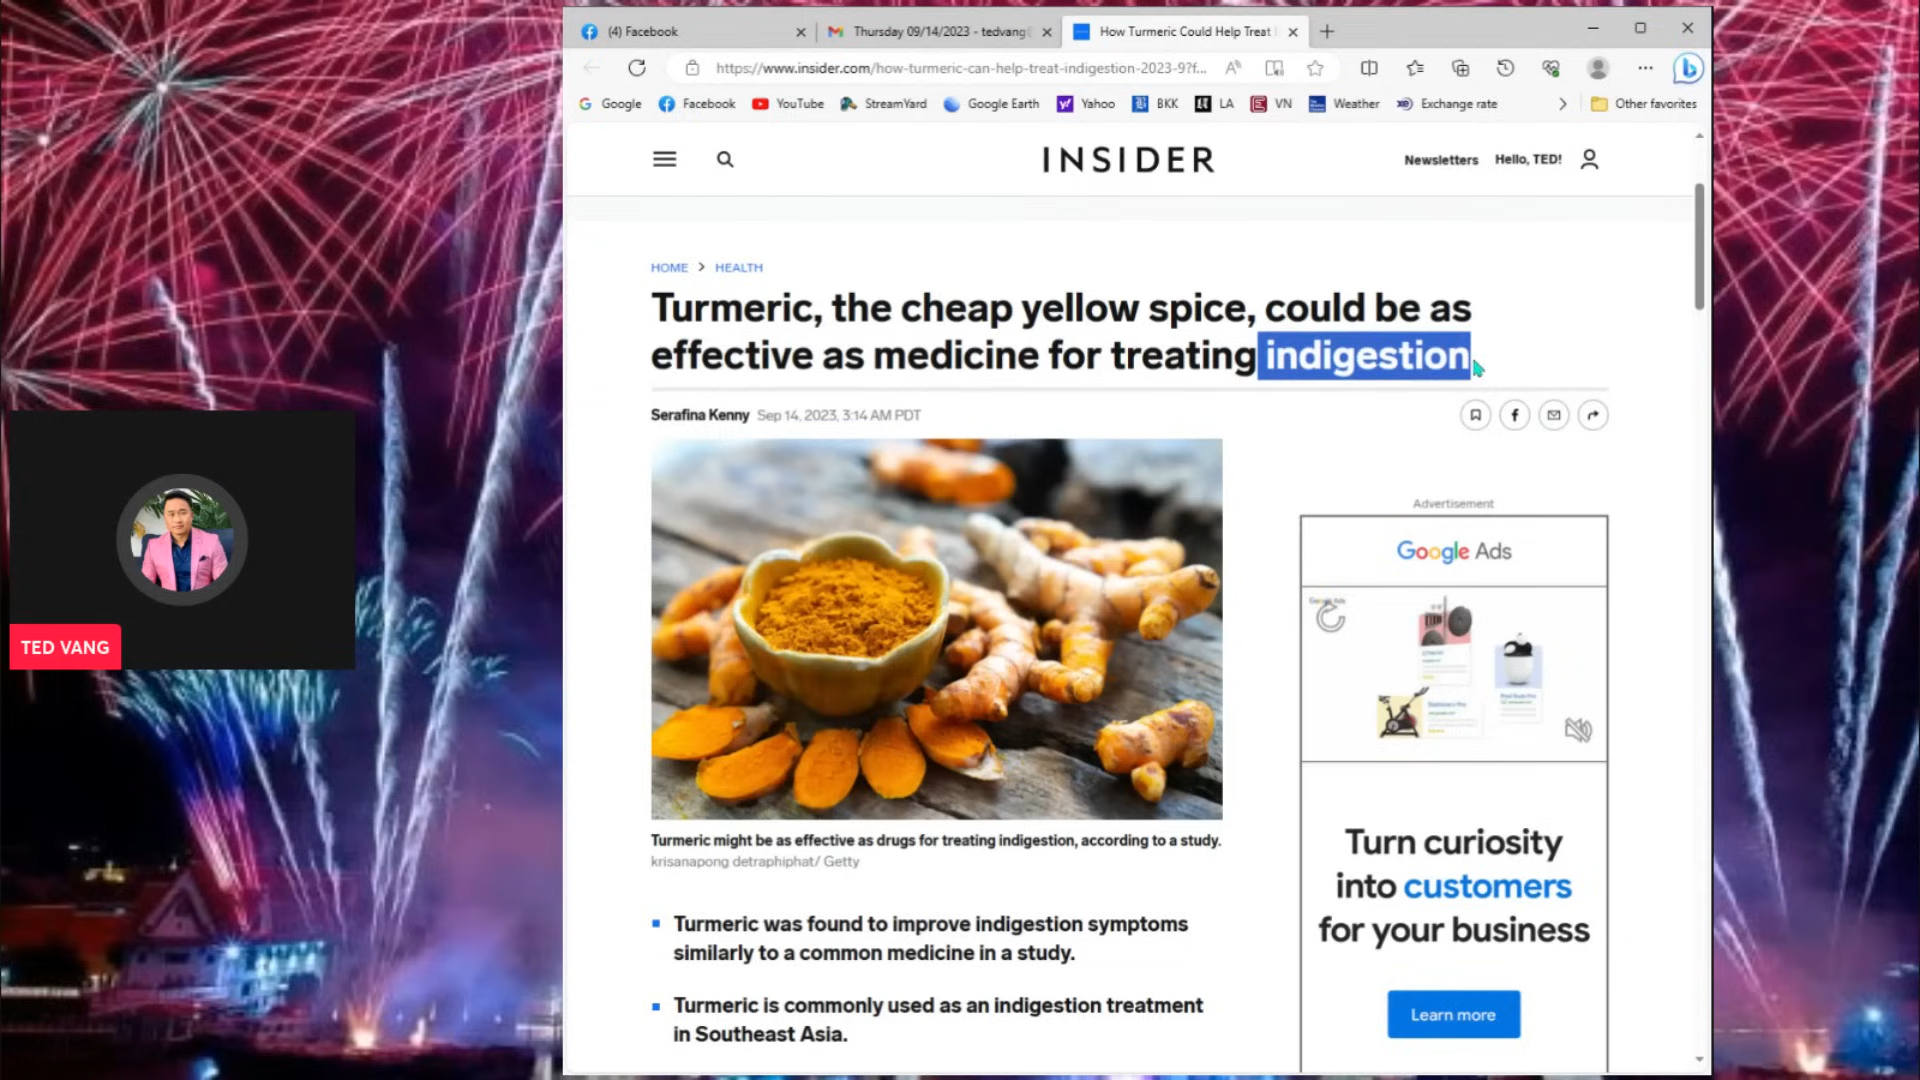 (4) Facebook
Thursday 09/14/2023 - tedvang
How Turmeric Could Help Treat
https://www.insider.com/how-turmeric-can-help-treat-indigestion-2023-9?f...
Google
Facebook
YouTube
StreamYard
Google Earth
Yahoo
BKK
LA
VN
Weather
Exchange rate
Other favorites
INSIDER
Newsletters
Hello, TED!
HOME > HEALTH
Turmeric, the cheap yellow spice, could be as
effective as medicine for treating indigestion
Serafina Kenny Sep 14, 2023, 3:14 AM PDT
TED VANG
Turmeric might be as effective as drugs for treating indigestion, according to a study.
krisanapong detraphiphat/ Getty
Turmeric was found to improve indigestion symptoms
similarly to a common medicine in a study.
Turmeric is commonly used as an indigestion treatment
in Southeast Asia.
Advertisement
Google Ads
Turn curiosity
into customers
for your business
Learn more